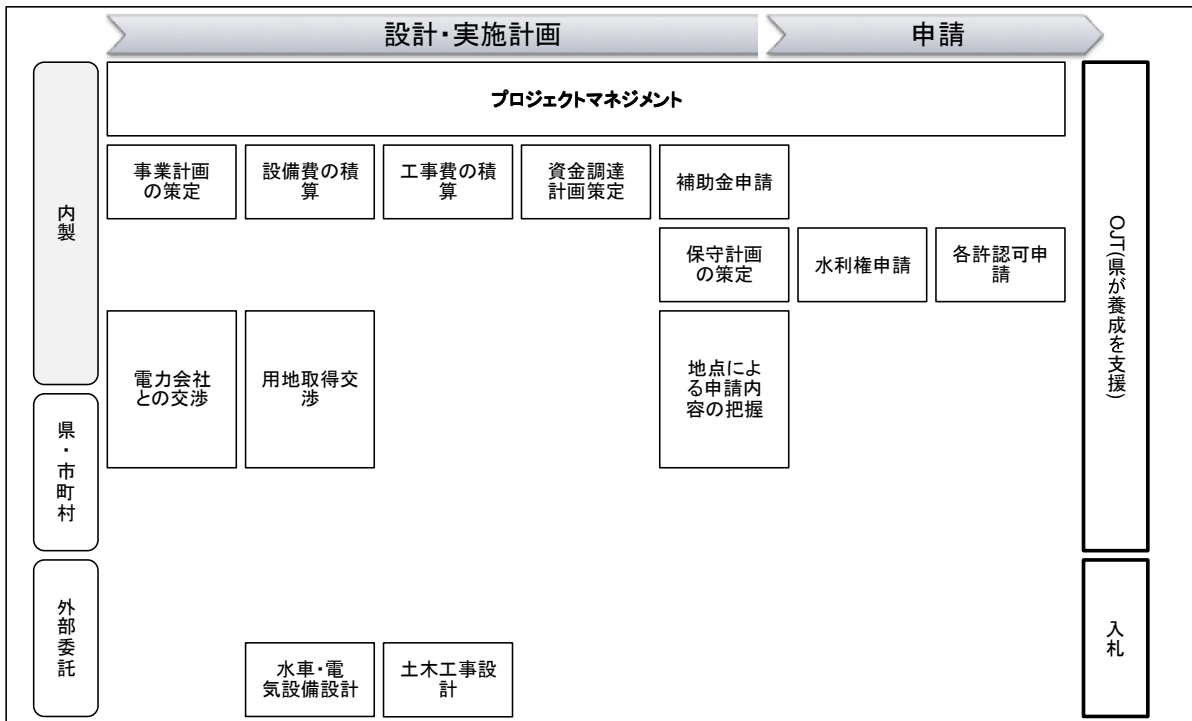 設計・実施計画
申請
プロジェクトマネジメント
内製
事業計画
の策定
設備費の積
算
工事費の積
算
資金調達
計画策定
補助金申請
保守計画
の策定
水利権申請
各許認可申
請
電力会社
との交渉
用地取得交
渉
地点によ
る申請内
容の把握
県・市町村
外部委託
水車・電
気設備設計
土木工事設
計
OJT(県が養成を支援)
入札